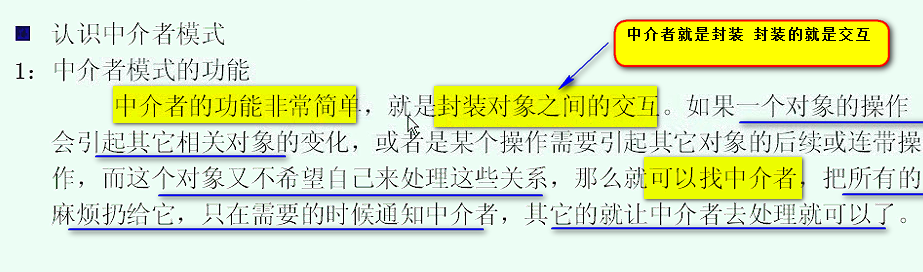 认识中介者模式
中介者就是封装 封装的就是交互
1：中介者模式的功能
中介者的功能非常简单，就是封装对象之间的交互。如果一个对象的操作
会引起其它相关对象的变化，或者是某个操作需要引起其它对象的后续或连带操
作，而这个对象又不希望自己来处理这些关系，那么就可以找中介者，把所有的
麻烦扔给它，只在需要的时候通知中介者，其它的就让中介者去处理就可以了。